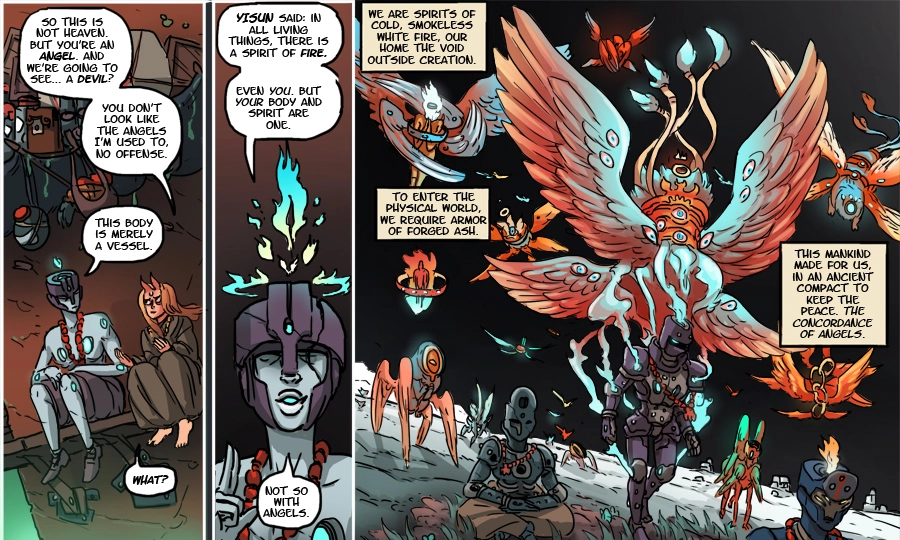 SO THIS IS
NOT HEAVEN.
BUT YOU'RE AN
ANGEL. AND
WE'RE GOING TO
SEE... A DEVIL?
YOU DON'T
LOOK LIKE
THE ANGELS
I'M USED TO,
NO OFFENSE.
THIS BODY
IS MERELY
A VESSEL.
WHAT?
YISUN SAID: IN
ALL LIVING
THINGS, THERE IS
A SPIRIT OF FIRE.
EVEN YOU. BUT
YOUR BODY AND
SPIRIT ARE
ONE.
NOT SO
WITH
ANGELS.
WE ARE SPIRITS OF
COLD, SMOKELESS
WHITE FIRE, OUR
HOME THE VOID
OUTSIDE CREATION.
TO ENTER THE
PHYSICAL WORLD,
WE REQUIRE ARMOR
OF FORGED ASH.
THIS MANKIND
MADE FOR US,
IN AN ANCIENT
COMPACT TO
KEEP THE
PEACE. THE
CONCORDANCE
OF ANGELS.